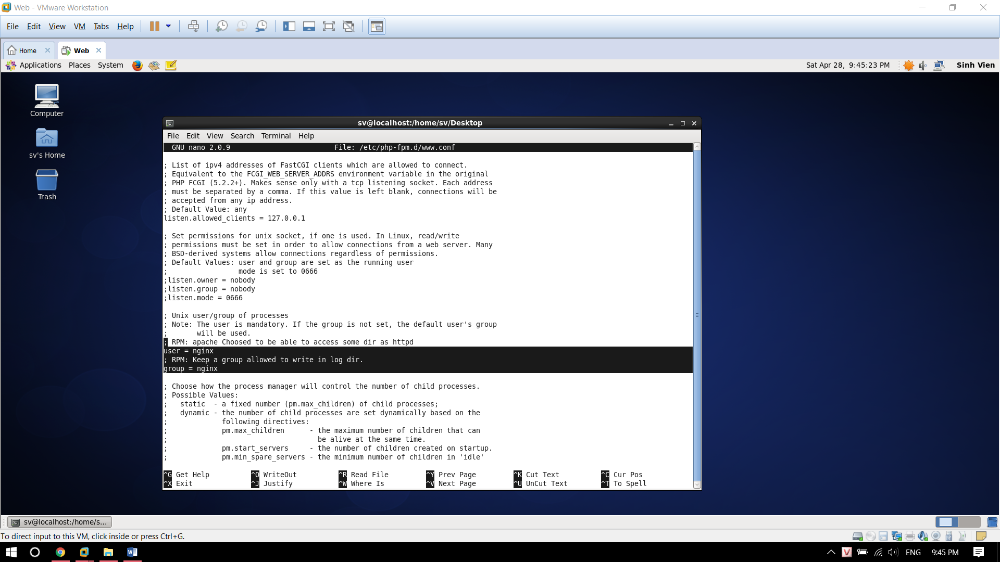 Web - VMware Workstation
File Edit View VM Tabs Help
Home Web
Applications Places System Sat Apr 28, 9:45:23 PM Sinh Vien
Computer
sv's Home
Trash
sv@localhost:/home/sv/Desktop
File Edit View Search Terminal Help
GNU nano 2.0.9 File: /etc/php-fpm.d/www.conf
; List of ipv4 addresses of FastCGI clients which are allowed to connect.
; Equivalent to the FCGI_WEB_SERVER_ADDRS environment variable in the original
; PHP FCGI (5.2.2+). Makes sense only with a tcp listening socket. Each address
; must be separated by a comma. If this value is left blank, connections will be
; accepted from any ip address.
; Default Value: any
listen.allowed_clients = 127.0.0.1
; Set permissions for unix socket, if one is used. In Linux, read/write
; permissions must be set in order to allow connections from a web server. Many
; BSD-derived systems allow connections regardless of permissions.
; Default Values: user and group are set as the running user
;                 mode is set to 0666
;listen.owner = nobody
;listen.group = nobody
;listen.mode = 0666
; Unix user/group of processes
; Note: The user is mandatory. If the group is not set, the default user's group
;       will be used.
; RPM: apache Choosed to be able to access some dir as httpd
user = nginx
; RPM: Keep a group allowed to write in log dir.
group = nginx
; Choose how the process manager will control the number of child processes.
; Possible Values:
;   static  - a fixed number (pm.max_children) of child processes;
;   dynamic - the number of child processes are set dynamically based on the
;             following directives:
;             pm.max_children      - the maximum number of children that can
;                                    be alive at the same time.
;             pm.start_servers     - the number of children created on startup.
;             pm.min_spare_servers - the minimum number of children in 'idle'
^G Get Help ^O WriteOut ^R Read File ^Y Prev Page ^K Cut Text ^C Cur Pos
^X Exit ^J Justify ^W Where Is ^V Next Page ^U UnCut Text ^T To Spell
sv@localhost:/home/s...
To direct input to this VM, click inside or press Ctrl+G.
ENG 9:45 PM